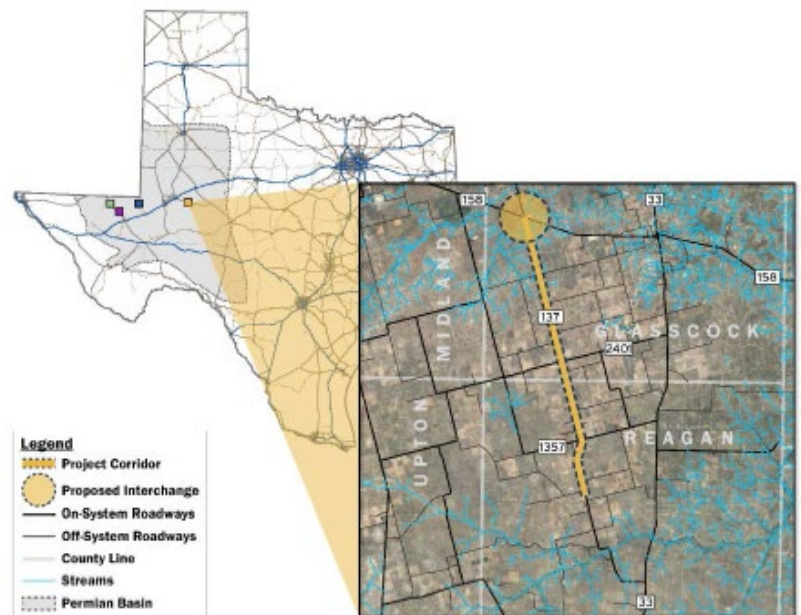 158
33
158
MIDLAND
137
GLASSCOCK
2401
UPTON
1357
REAGAN
33
Legend
Project Corridor
Proposed Interchange
On-System Roadways
Off-System Roadways
County Line
Streams
Permian Basin